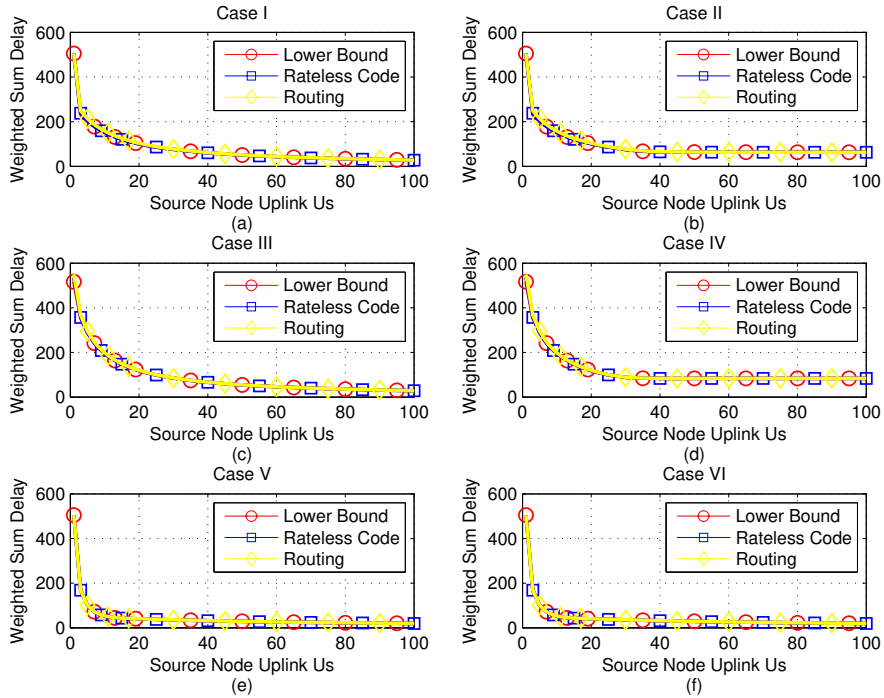 Case I
600
400
200
0
Weighted Sum Delay
Lower Bound
Rateless Code
Routing
0 20 40 60 80 100
Source Node Uplink Us
(a)
Case II
600
400
200
0
Weighted Sum Delay
Lower Bound
Rateless Code
Routing
0 20 40 60 80 100
Source Node Uplink Us
(b)
Case III
600
400
200
0
Weighted Sum Delay
Lower Bound
Rateless Code
Routing
0 20 40 60 80 100
Source Node Uplink Us
(c)
Case IV
600
400
200
0
Weighted Sum Delay
Lower Bound
Rateless Code
Routing
0 20 40 60 80 100
Source Node Uplink Us
(d)
Case V
600
400
200
0
Weighted Sum Delay
Lower Bound
Rateless Code
Routing
0 20 40 60 80 100
Source Node Uplink Us
(e)
Case VI
600
400
200
0
Weighted Sum Delay
Lower Bound
Rateless Code
Routing
0 20 40 60 80 100
Source Node Uplink Us
(f)